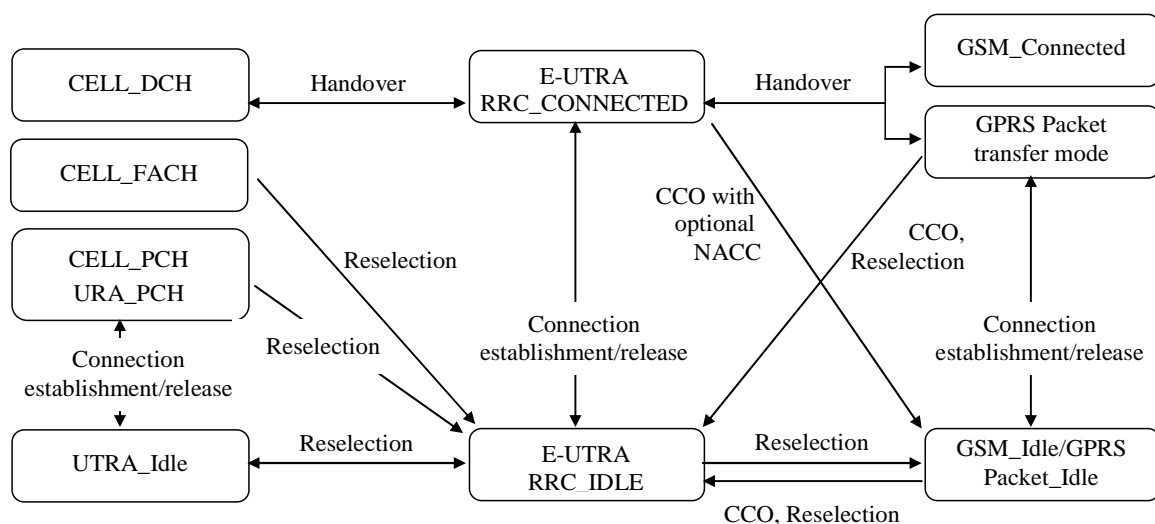 GSM_Connected
CELL_DCH
Handover
E-UTRA
RRC_CONNECTED
Handover
GPRS Packet
transfer mode
CELL_FACH
CCO with
optional
NACC
CCO,
Reselection
CELL_PCH
URA_PCH
Reselection
Connection
establishment/release
Reselection
Connection
establishment/release
Connection
establishment/release
UTRA_Idle
Reselection
E-UTRA
RRC_IDLE
Reselection
GSM_Idle/GPRS
Packet_Idle
CCO, Reselection